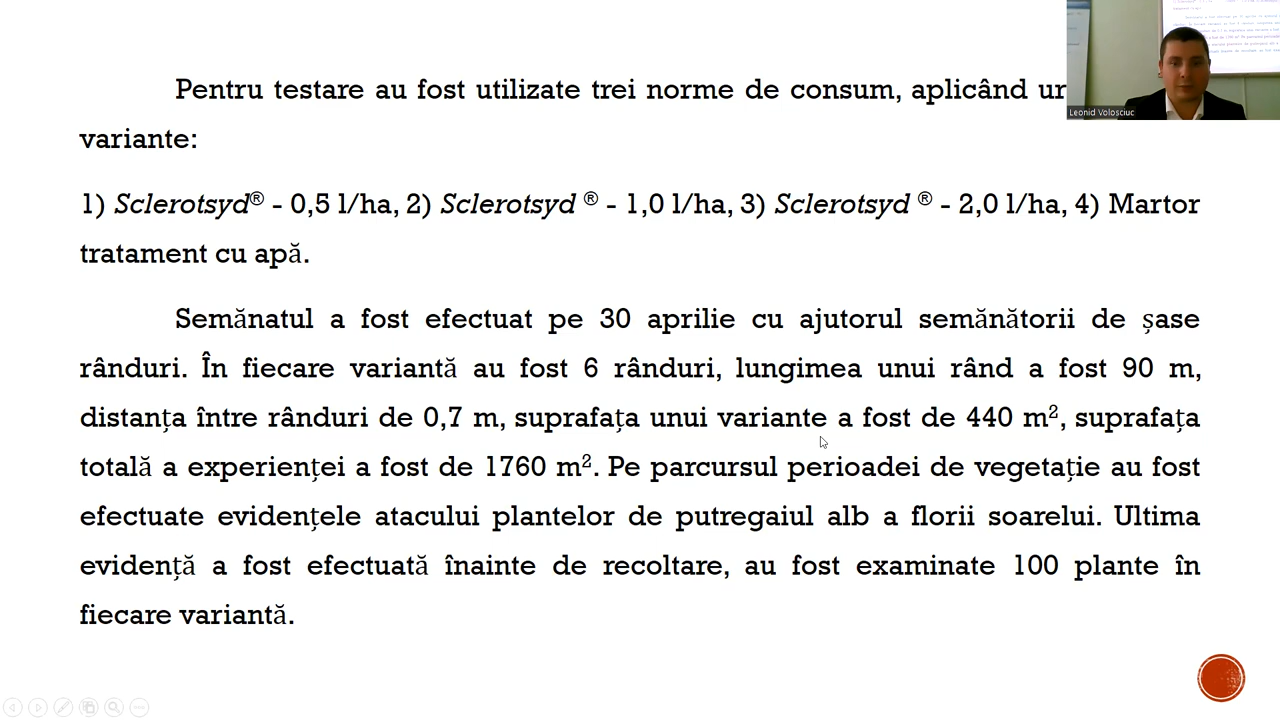 Pentru testare au fost utilizate trei norme de consum, aplicând
variante:
1) Sclerotsyd® - 0,5 l/ha, 2) Sclerotsyd ® - 1,0 l/ha, 3) Sclerotsyd ® - 2,0 l/ha, 4) Martor
tratament cu apă.
Semănatul a fost efectuat pe 30 aprilie cu ajutorul semănătorii de șase
rânduri. În fiecare variantă au fost 6 rânduri, lungimea unui rând a fost 90 m,
distanța între rânduri de 0,7 m, suprafața unui variante a fost de 440 m², suprafața
totală a experienței a fost de 1760 m². Pe parcursul perioadei de vegetație au fost
efectuate evidențele atacului plantelor de putregaiul alb a florii soarelui. Ultima
evidență a fost efectuată înainte de recoltare, au fost examinate 100 plante în
fiecare variantă.
Leonid Volosciuc